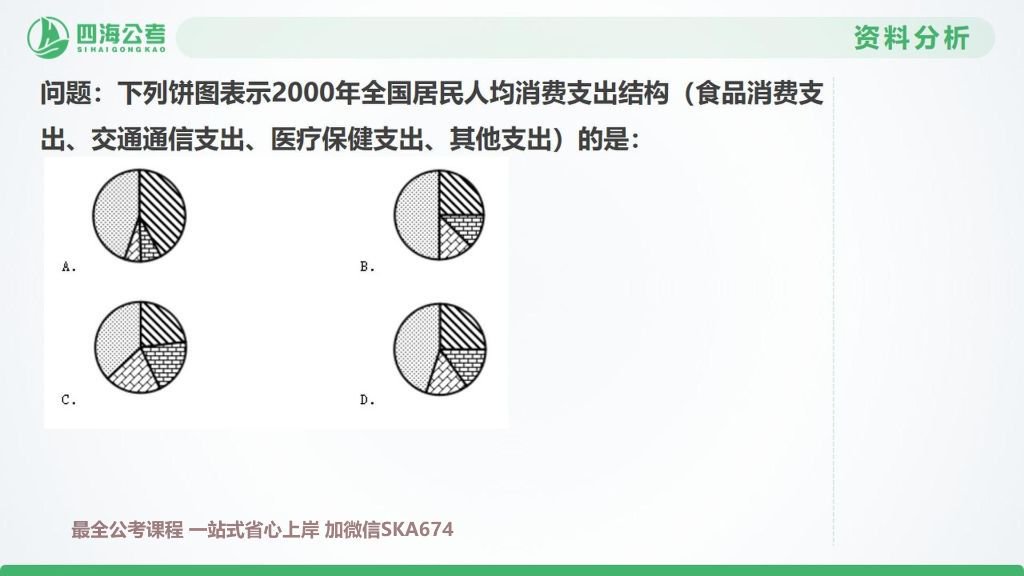 四海公考
SIHAIGONGKAO
资料分析
问题：下列饼图表示2000年全国居民人均消费支出结构（食品消费支
出、交通通信支出、医疗保健支出、其他支出）的是：
A.
B.
C.
D.
最全公考课程 一站式省心上岸 加微信SKA674